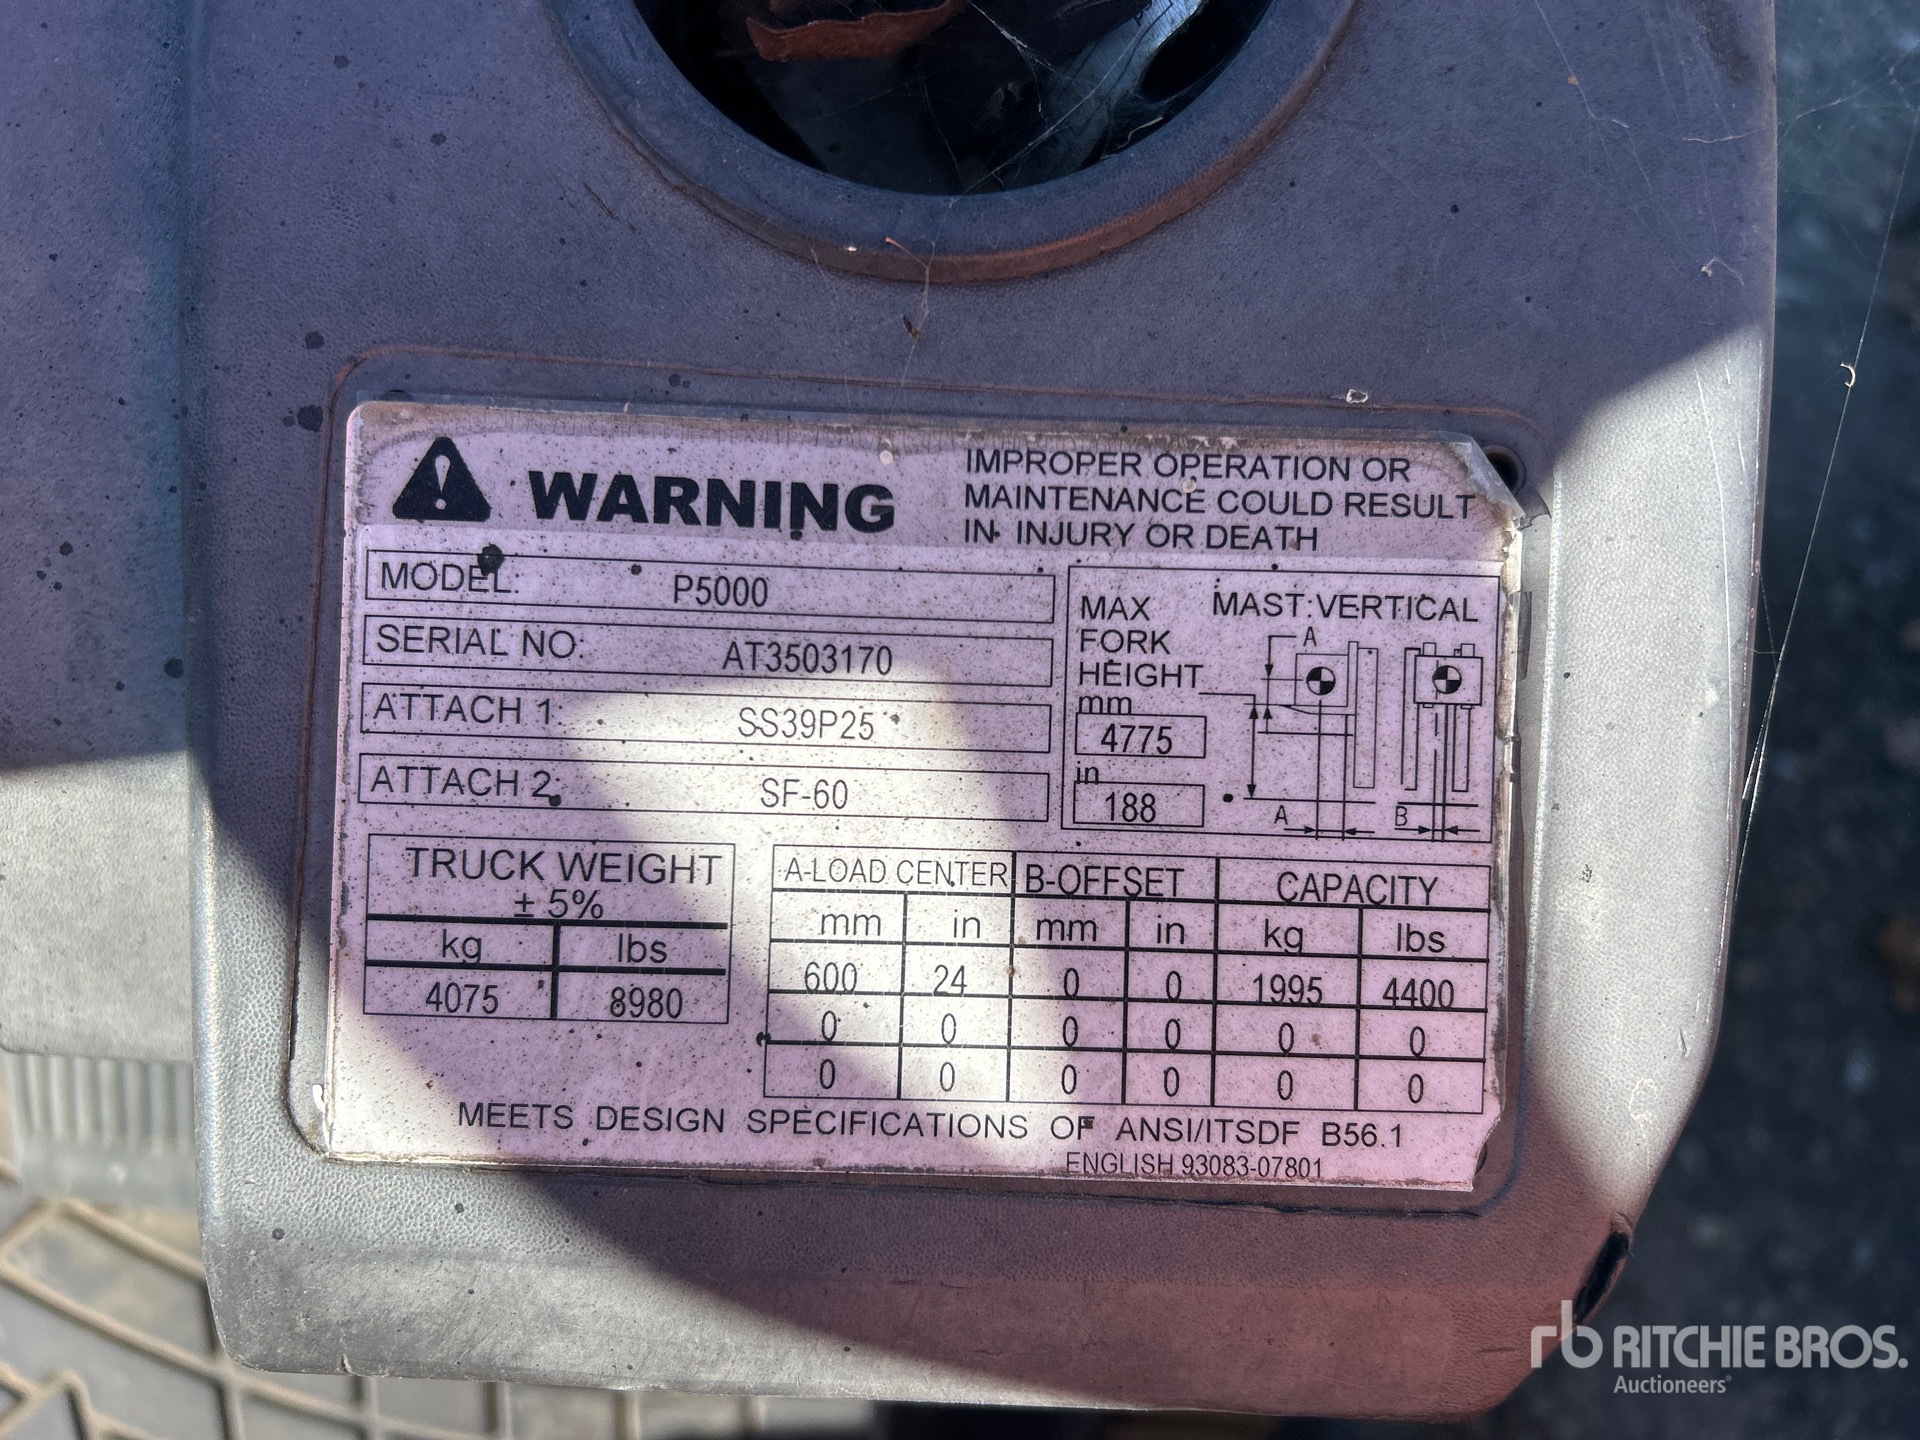 WARNING
IMPROPER OPERATION OR
MAINTENANCE COULD RESULT
IN INJURY OR DEATH
MODEL: P5000
SERIAL NO: AT3503170
ATTACH 1: SS39P25
ATTACH 2: SF-60
MAX FORK HEIGHT
MAST:VERTICAL
mm
4775
in
188
A
A
B
TRUCK WEIGHT
± 5%
kg lbs
4075 8980
A-LOAD CENTER B-OFFSET CAPACITY
mm in mm in kg lbs
600 24 0 0 1995 4400
0 0 0 0 0 0
0 0 0 0 0 0
MEETS DESIGN SPECIFICATIONS OF ANSI/ITSDF B56.1
ENGLISH 93083-07801
rb RITCHIE BROS.
Auctioneers